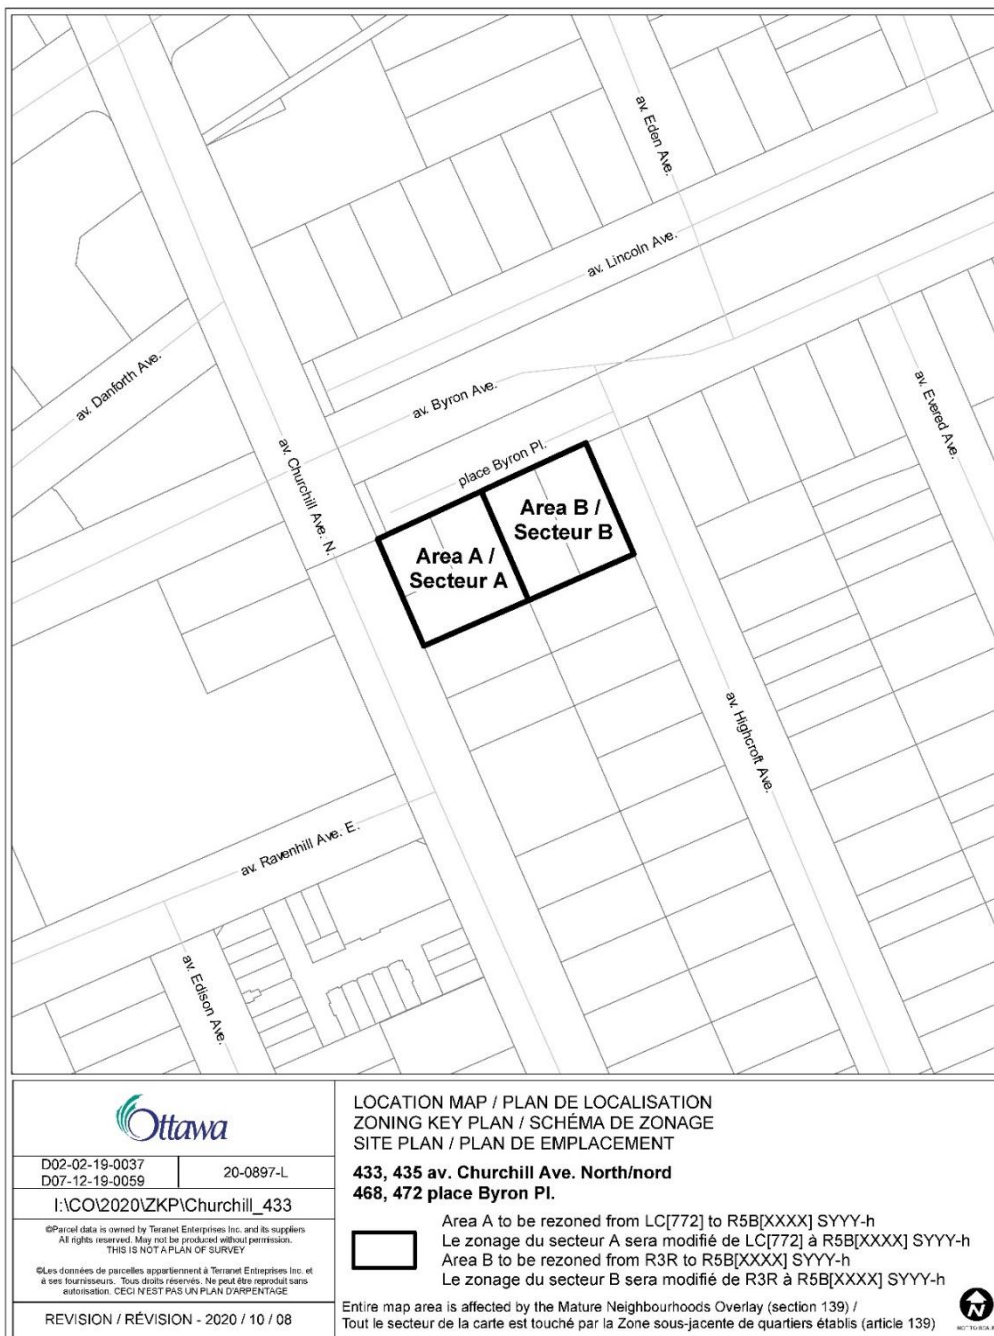 av. Eden Ave.
av. Lincoln Ave.
av. Danforth Ave.
av. Byron Ave.
av. Evered Ave.
place Byron Pl.
av. Churchill Ave. N.
Area A /
Secteur A
Area B /
Secteur B
av. Highcroft Ave.
av. Ravenhill Ave. E.
av. Edison Ave.
Ottawa
D02-02-19-0037
D07-12-19-0059
20-0897-L
I:\CO\2020\ZKP\Churchill_433
©Parcel data is owned by Teranet Enterprises Inc. and its suppliers
All rights reserved. May not be produced without permission.
THIS IS NOT A PLAN OF SURVEY
©Les données de parcelles appartiennent à Teranet Entreprises Inc. et
à ses fournisseurs. Tous droits réservés. Ne peut être reproduit sans
autorisation. CECI N'EST PAS UN PLAN D'ARPENTAGE
REVISION / RÉVISION - 2020 / 10 / 08
LOCATION MAP / PLAN DE LOCALISATION
ZONING KEY PLAN / SCHÉMA DE ZONAGE
SITE PLAN / PLAN DE EMPLACEMENT
433, 435 av. Churchill Ave. North/nord
468, 472 place Byron Pl.
Area A to be rezoned from LC[772] to R5B[XXXX] SYYY-h
Le zonage du secteur A sera modifié de LC[772] à R5B[XXXX] SYYY-h
Area B to be rezoned from R3R to R5B[XXXX] SYYY-h
Le zonage du secteur B sera modifié de R3R à R5B[XXXX] SYYY-h
Entire map area is affected by the Mature Neighbourhoods Overlay (section 139) /
Tout le secteur de la carte est touché par la Zone sous-jacente de quartiers établis (article 139)
N
NOT TO SCALE